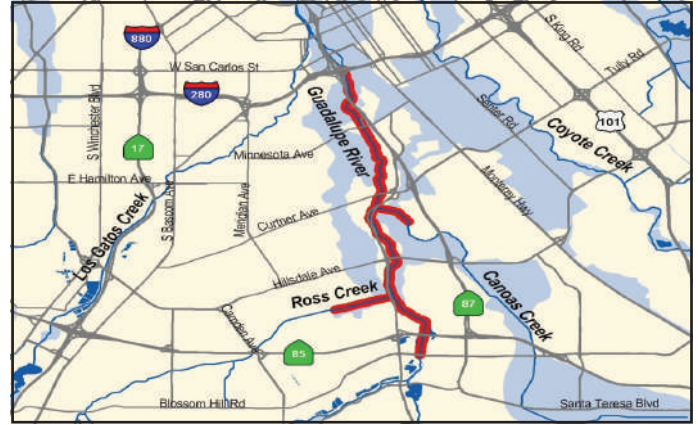 880
W San Carlos St
280
S King Rd
Tully Rd
S Winchester Blvd
Guadalupe River
Senter Rd
101
17
Minnesota Ave
Coyote Creek
E Hamilton Ave
S Bascom Ave
Meridian Ave
Monterey Hwy
Curtner Ave
Los Gatos Creek
Hillsdale Ave
Ross Creek
Canoas Creek
87
Camden Ave
85
Blossom Hill Rd
Santa Teresa Blvd